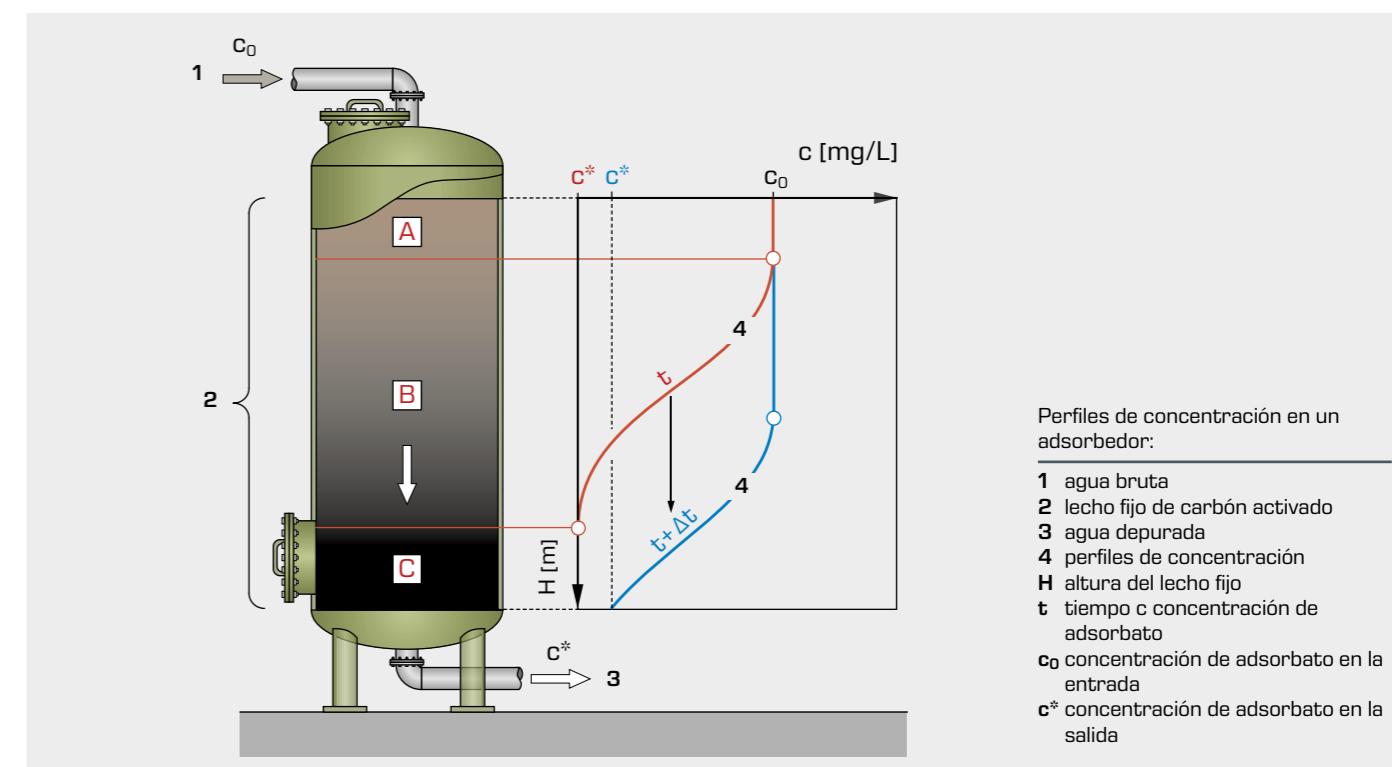 c₀
1
c [mg/L]
c* c* c₀
A
4
t
B
2
4
t+Δt
H [m]
C
c*
3
Perfiles de concentración en un
adsorbedor:
1 agua bruta
2 lecho fijo de carbón activado
3 agua depurada
4 perfiles de concentración
H altura del lecho fijo
t tiempo c concentración de
adsorbato
c₀ concentración de adsorbato en la
entrada
c* concentración de adsorbato en la
salida